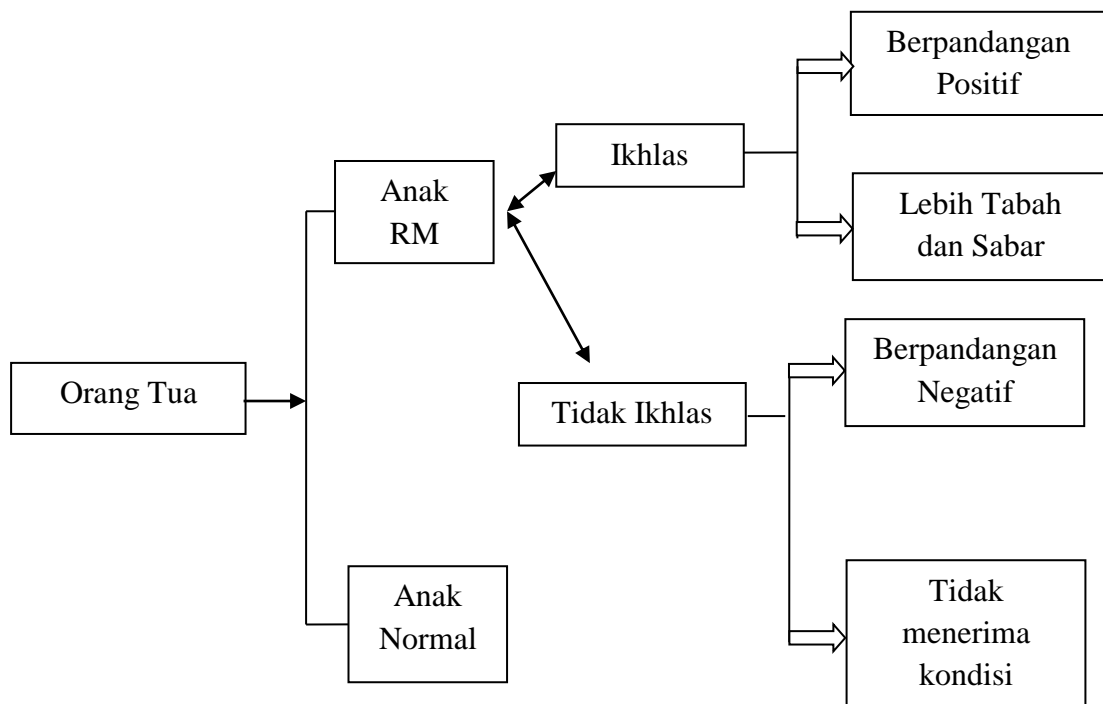 Berpandangan
Positif
Ikhlas
Anak
RM
Lebih Tabah
dan Sabar
Berpandangan
Negatif
Orang Tua
Tidak Ikhlas
Anak
Normal
Tidak
menerima
kondisi